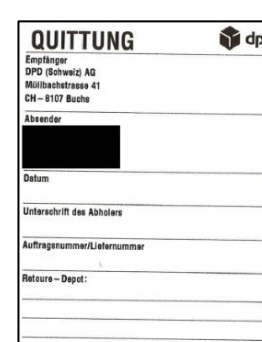 QUITTUNG
dp
Empfänger
DPD (Schweiz) AG
Müllbachstrasse 41
CH – 8107 Buchs
Absender
Datum
Unterschrift des Abholers
Auftragsnummer/Liefernummer
Retoure – Depot: